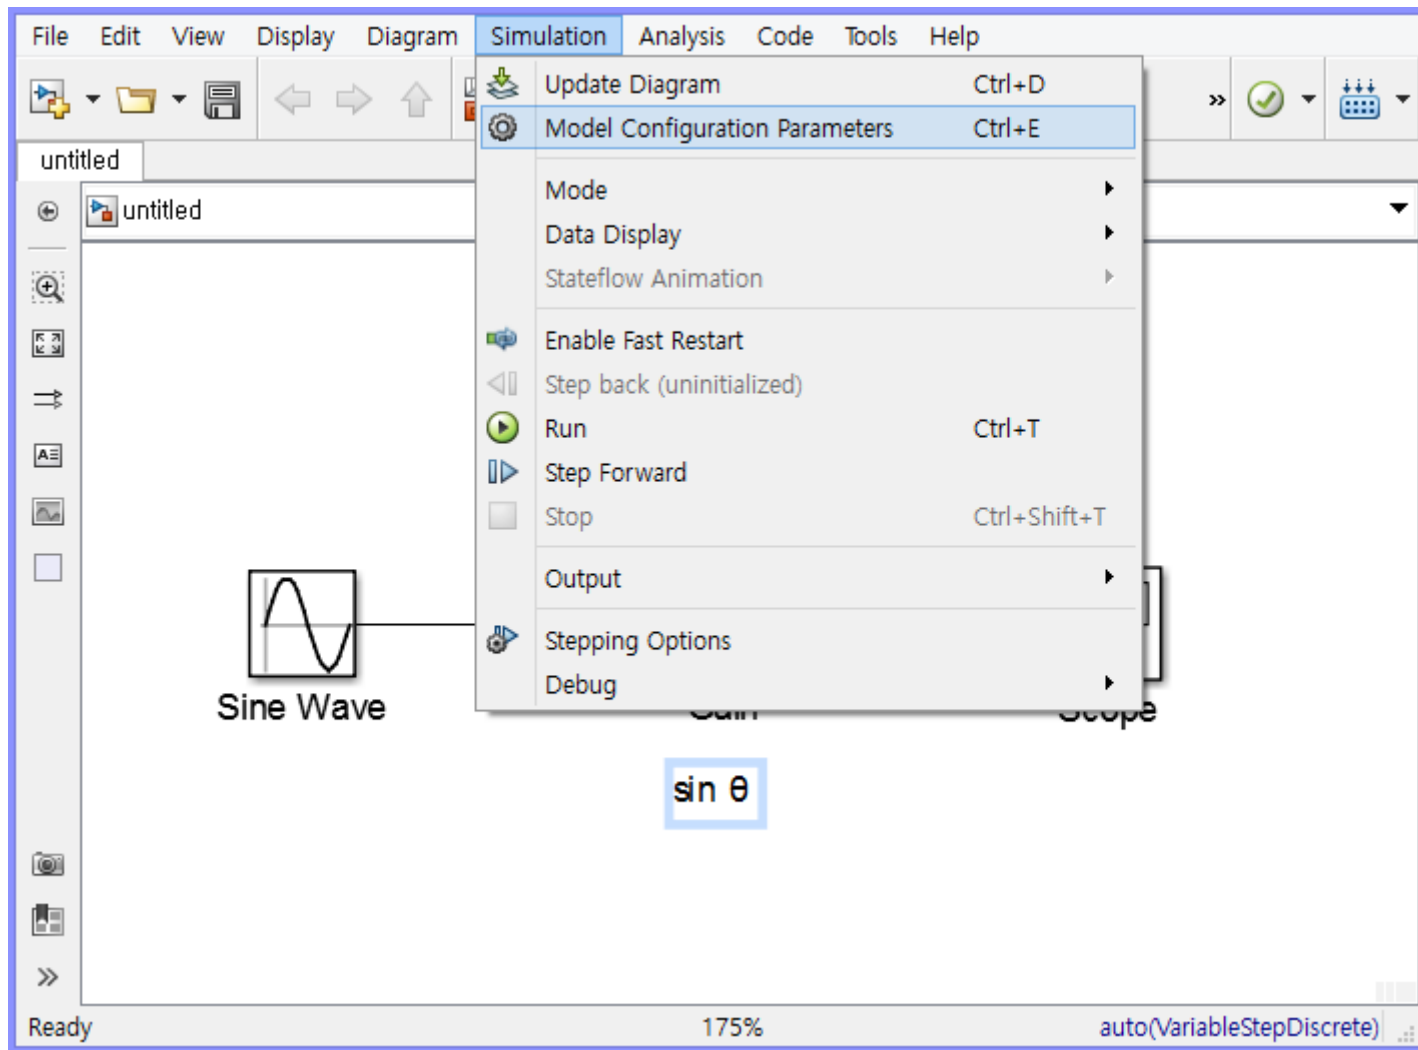 File Edit View Display Diagram Simulation Analysis Code Tools Help
untitled
untitled
Update Diagram Ctrl+D
Model Configuration Parameters Ctrl+E
Mode
Data Display
Stateflow Animation
Enable Fast Restart
Step back (uninitialized)
Run Ctrl+T
Step Forward
Stop Ctrl+Shift+T
Output
Stepping Options
Debug
Sine Wave Gain Scope
sin θ
Ready 175% auto(VariableStepDiscrete)